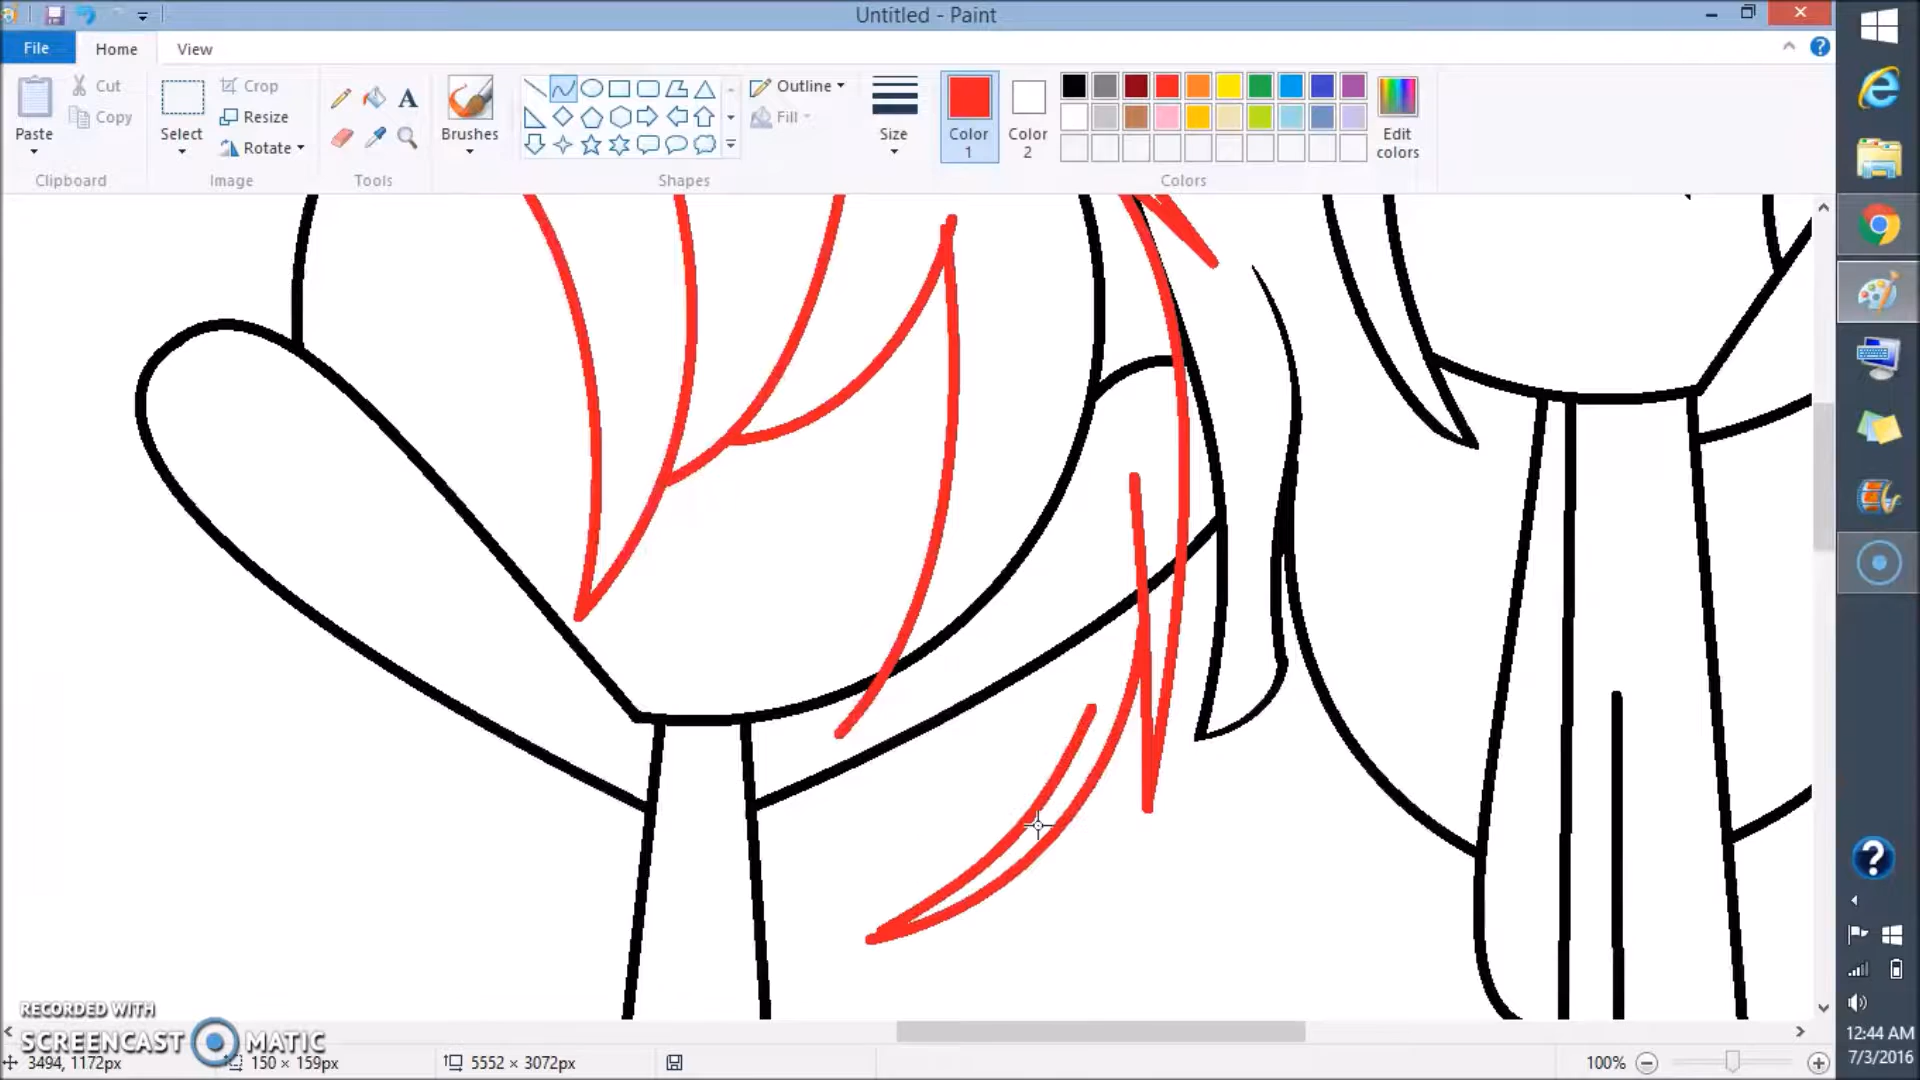 Untitled - Paint
File
Home
View
Paste
Cut
Copy
Clipboard
Select
Crop
Resize
Rotate
Image
A
Tools
Brushes
Shapes
Outline
Fill
Size
Color 1
Color 2
Edit colors
Colors
RECORDED WITH
SCREENCAST MATIC
3494, 1172px
150 × 159px
5552 × 3072px
100%
12:44 AM
7/3/2016